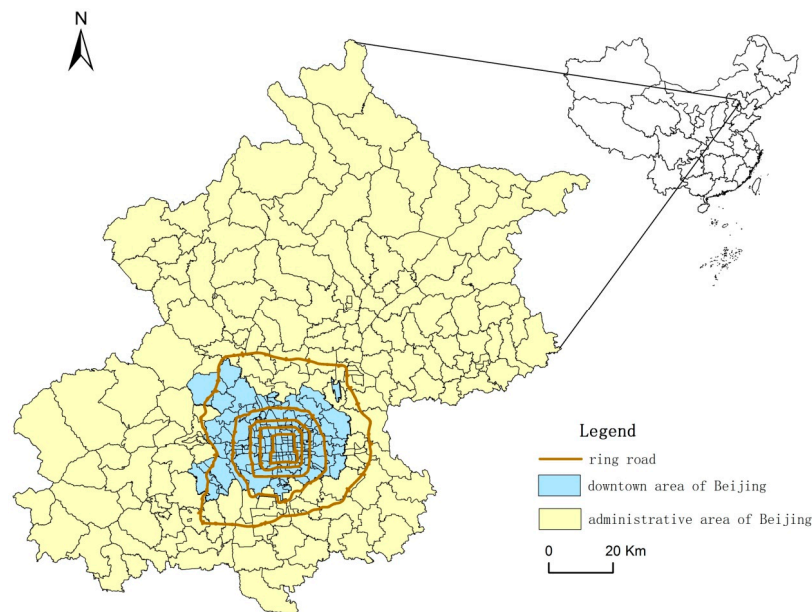 N
Legend
ring road
downtown area of Beijing
administrative area of Beijing
0 20 Km